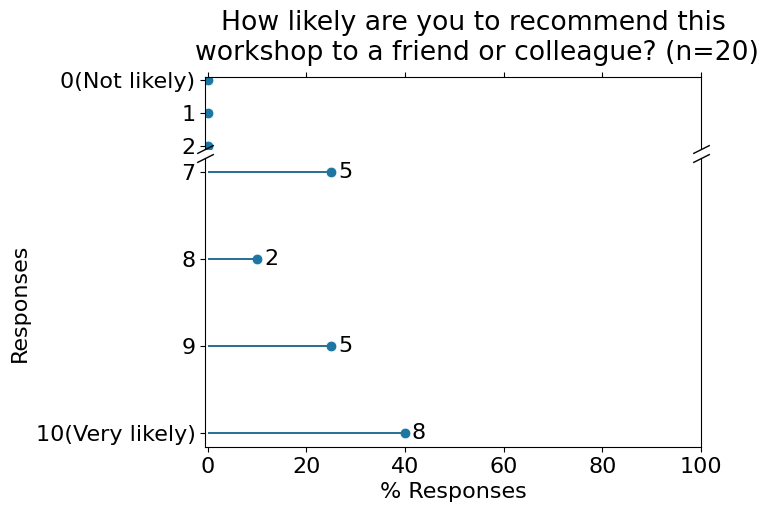 How likely are you to recommend this
workshop to a friend or colleague? (n=20)
0(Not likely)
1
2
7
5
8
2
9
5
10(Very likely)
8
Responses
0
20
40
60
80
100
% Responses